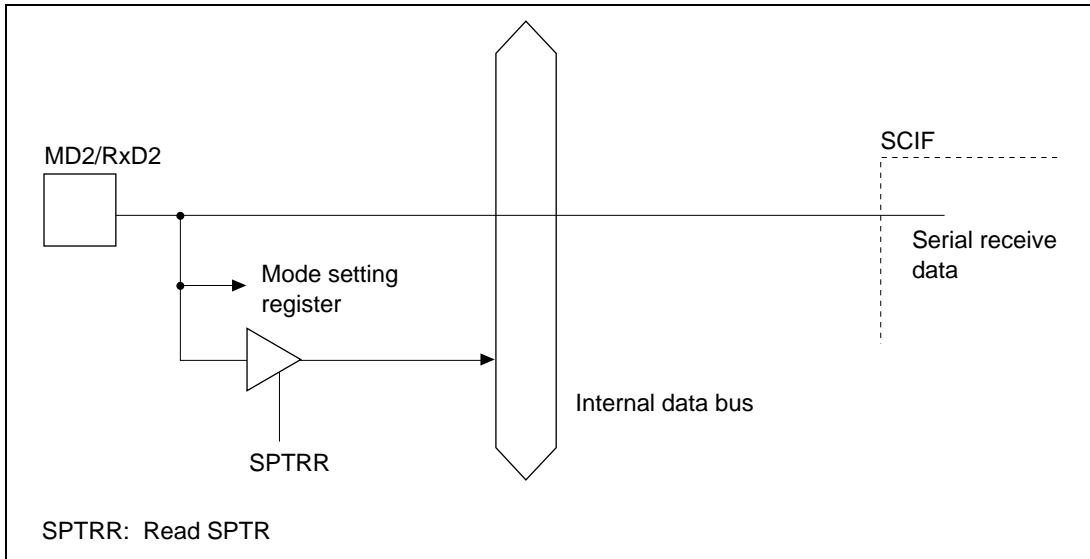 MD2/RxD2
SCIF
Serial receive
data
Mode setting
register
Internal data bus
SPTRR
SPTRR: Read SPTR